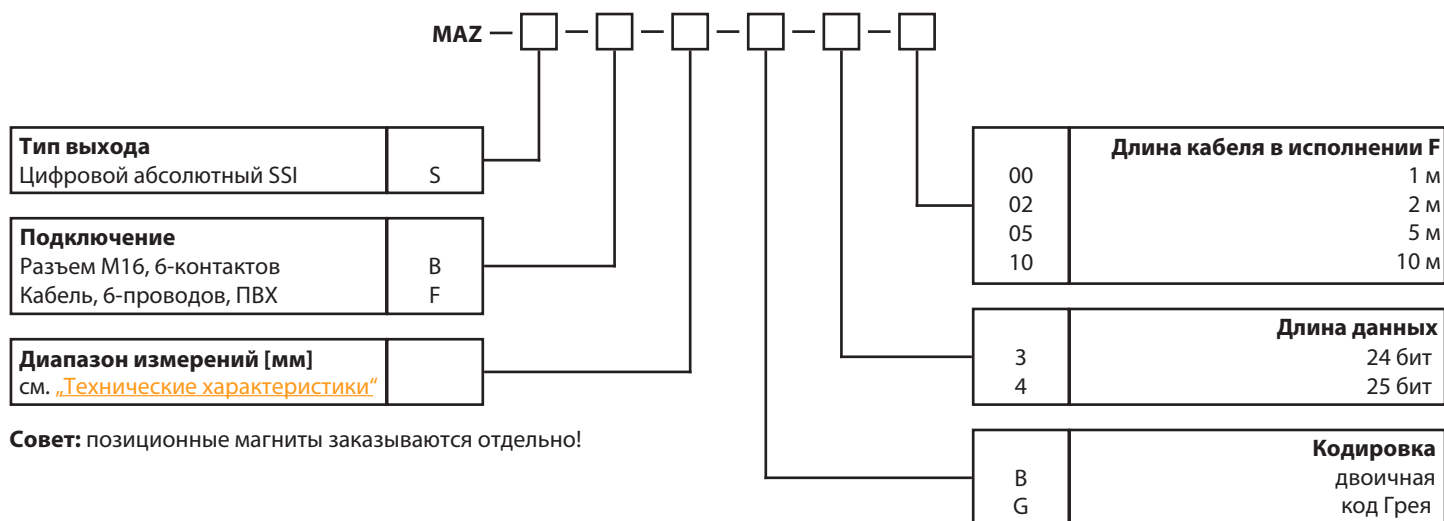 MAZ
Тип выхода
Цифровой абсолютный SSI S
Подключение
Разъем M16, 6-контактов B
Кабель, 6-проводов, ПВХ F
Диапазон измерений [мм]
см. „Технические характеристики“
Совет: позиционные магниты заказываются отдельно!
Длина кабеля в исполнении F
00 1 м
02 2 м
05 5 м
10 10 м
Длина данных
3 24 бит
4 25 бит
Кодировка
B двоичная
G код Грея